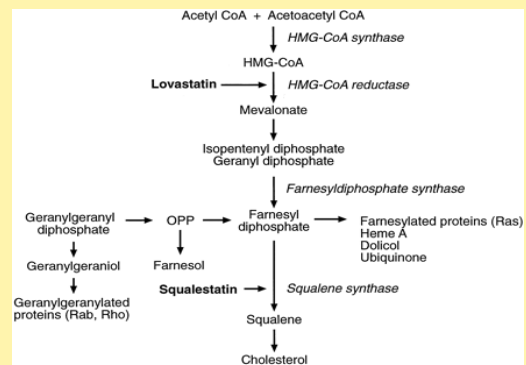 Acetyl CoA + Acetoacetyl CoA
HMG-CoA synthase
HMG-CoA
Lovastatin
HMG-CoA reductase
Mevalonate
Isopentenyl diphosphate
Geranyl diphosphate
Farnesyldiphosphate synthase
Geranylgeranyl
diphosphate
OPP
Farnesyl
diphosphate
Farnesylated proteins (Ras)
Heme A
Dolicol
Ubiquinone
Geranylgeraniol
Farnesol
Geranylgeranylated
proteins (Rab, Rho)
Squalestatin
Squalene synthase
Squalene
Cholesterol